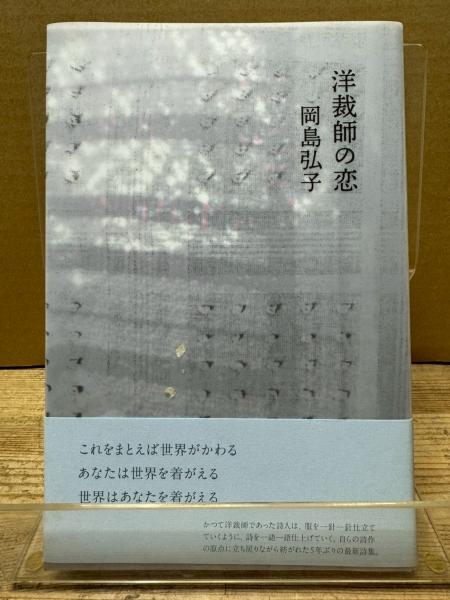 洋裁師の恋
岡島弘子
これをまとえば世界がかわる
あなたは世界を着がえる
世界はあなたを着がえる
かつて洋裁師であった詩人は、服を一針一針仕立て
ていくように、詩を一語一語仕上げていく。自らの詩作
の原点に立ち戻りながら紡がれた5年ぶりの最新詩集。